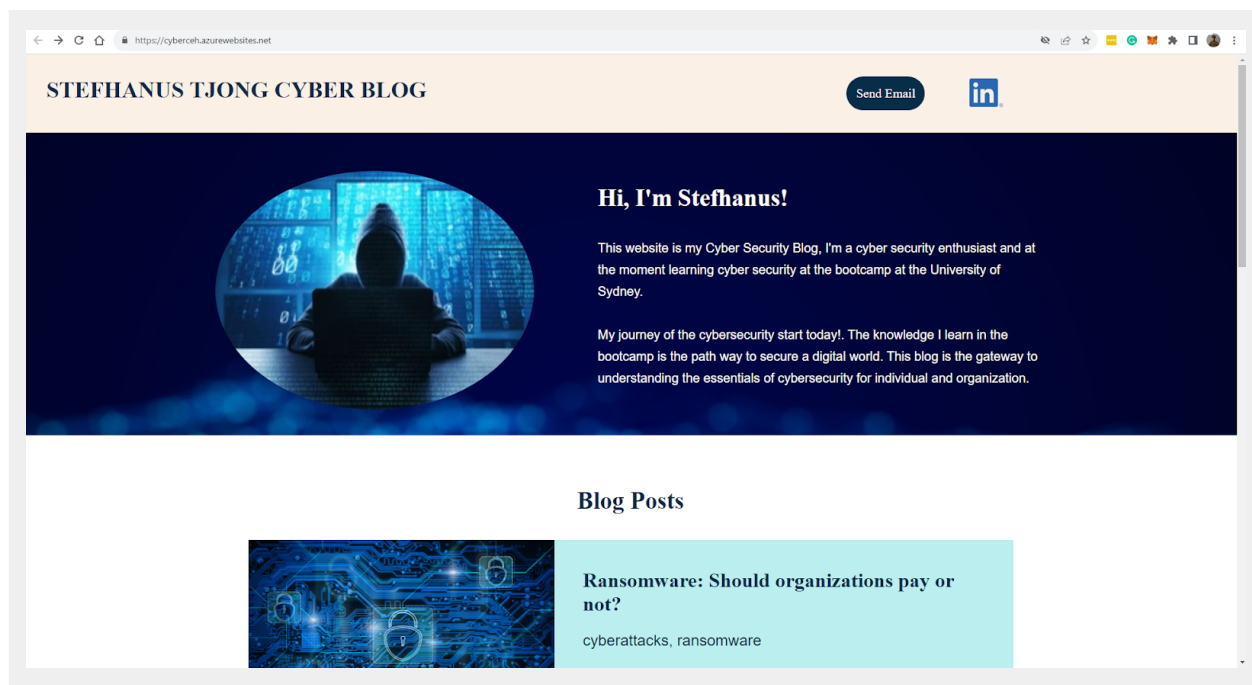 https://cyberceh.azurewebsites.net
STEFHANUS TJONG CYBER BLOG
Send Email
in
Hi, I'm Stefhanus!
This website is my Cyber Security Blog, I'm a cyber security enthusiast and at
the moment learning cyber security at the bootcamp at the University of
Sydney.
My journey of the cybersecurity start today!. The knowledge I learn in the
bootcamp is the path way to secure a digital world. This blog is the gateway to
understanding the essentials of cybersecurity for individual and organization.
Blog Posts
Ransomware: Should organizations pay or
not?
cyberattacks, ransomware